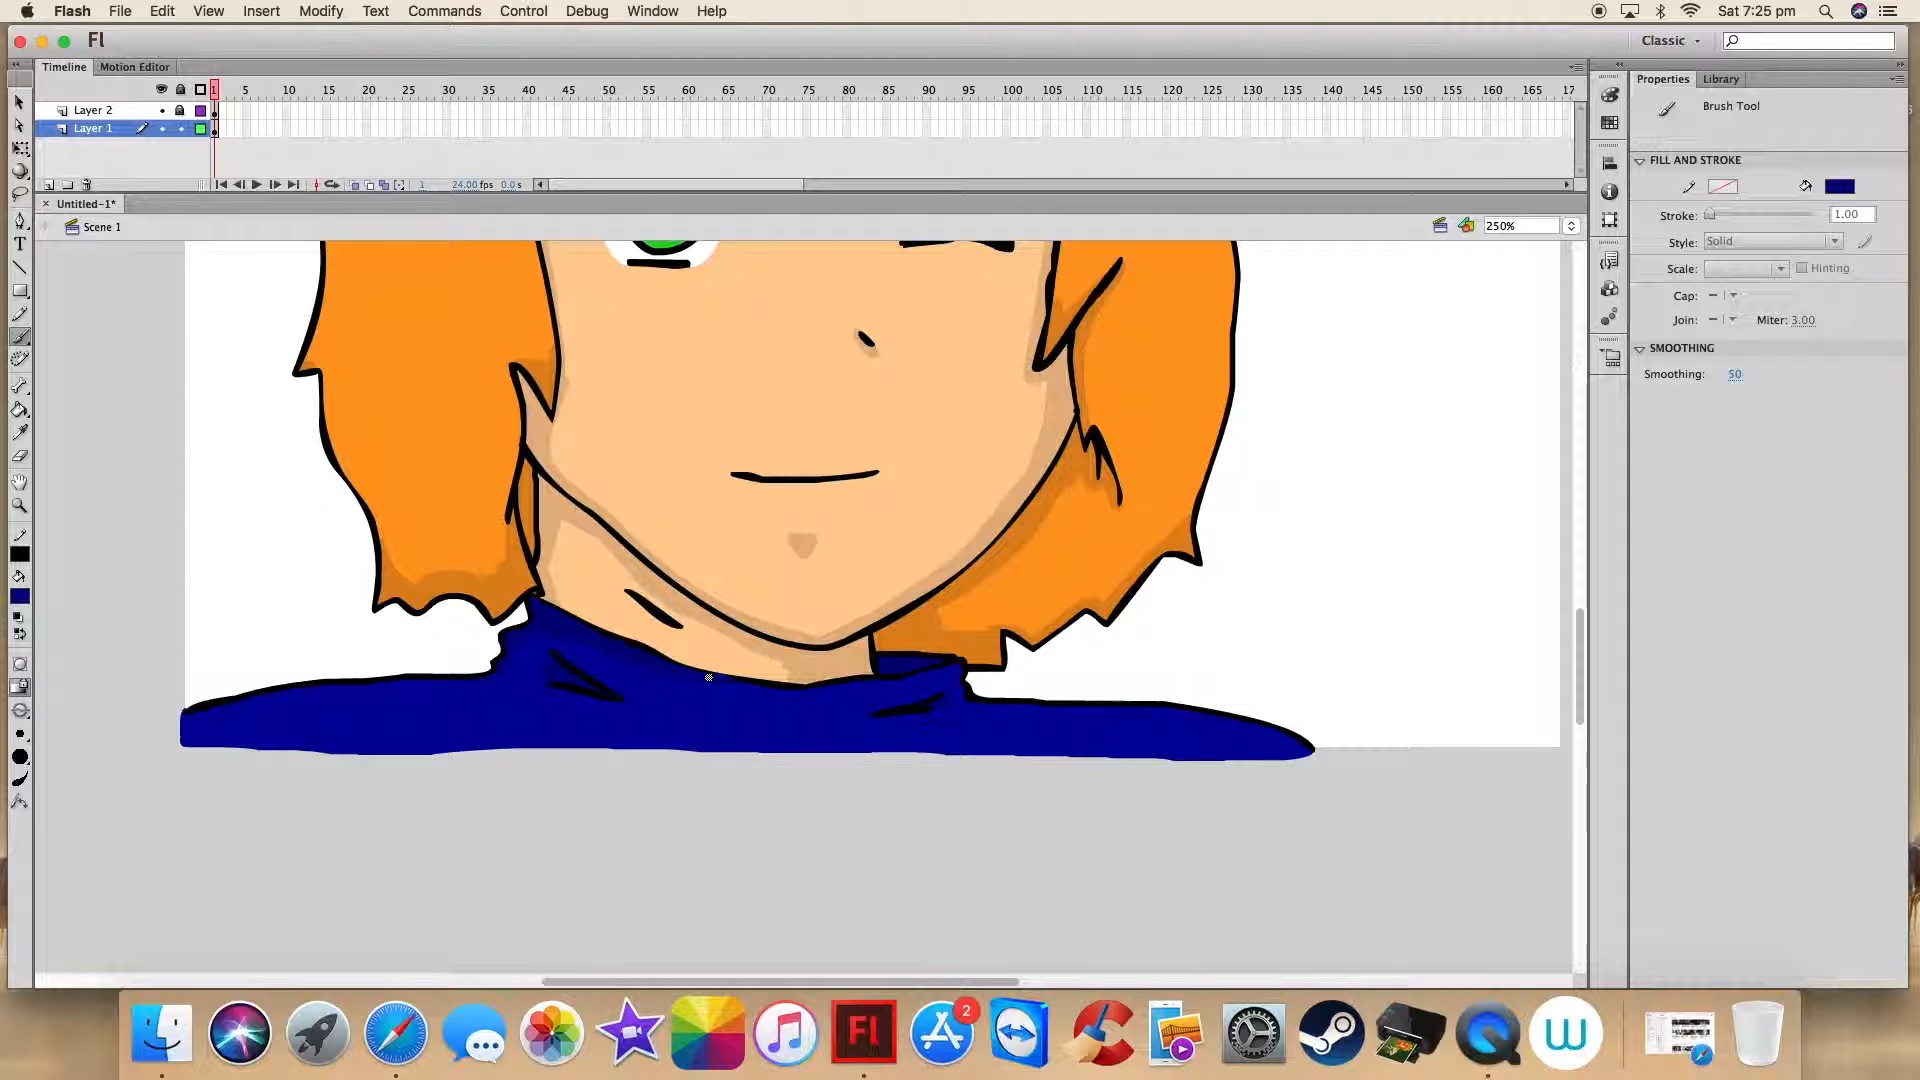 Flash File Edit View Insert Modify Text Commands Control Debug Window Help Sat 7:25 pm
Fl Classic
Timeline Motion Editor
Properties Library
5 10 15 20 25 30 35 40 45 50 55 60 65 70 75 80 85 90 95 100 105 110 115 120 125 130 135 140 145 150 155 160 165 17
1
Layer 2
Layer 1
1 24.00 fps 0.0 s
Untitled-1*
Scene 1 250%
Brush Tool
FILL AND STROKE
Stroke: 1.00
Style: Solid
Scale: Hinting
Cap:
Join: Miter: 3.00
SMOOTHING
Smoothing: 50
T
Fl 2 W